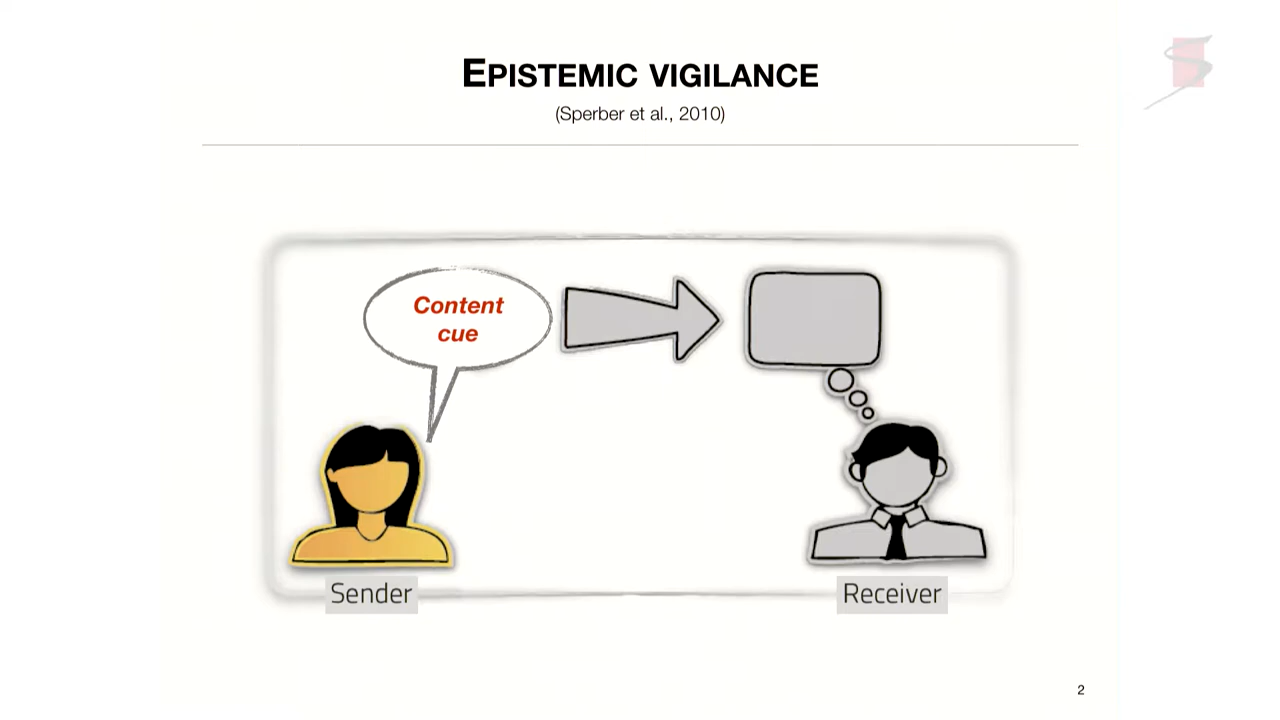 EPISTEMIC VIGILANCE
(Sperber et al., 2010)
Content
cue
Sender
Receiver
2